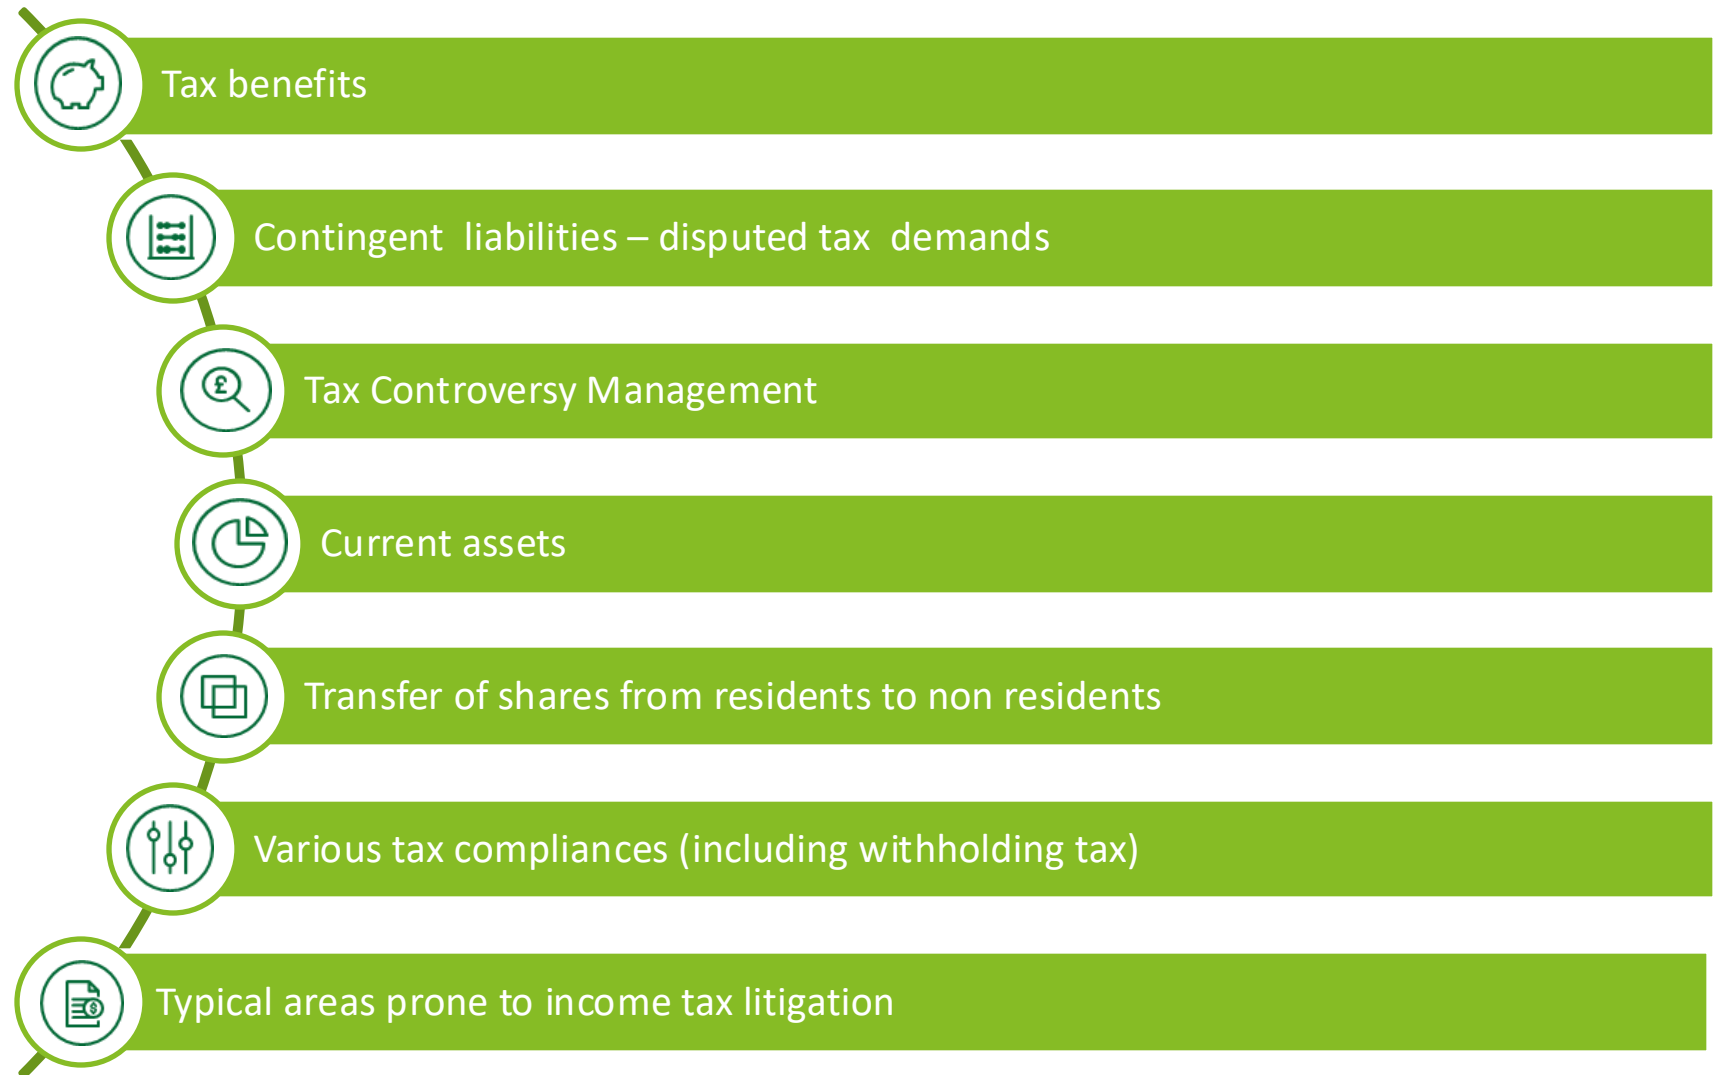 Tax benefits
Contingent liabilities – disputed tax demands
£
Tax Controversy Management
Current assets
Transfer of shares from residents to non residents
Various tax compliances (including withholding tax)
$
Typical areas prone to income tax litigation